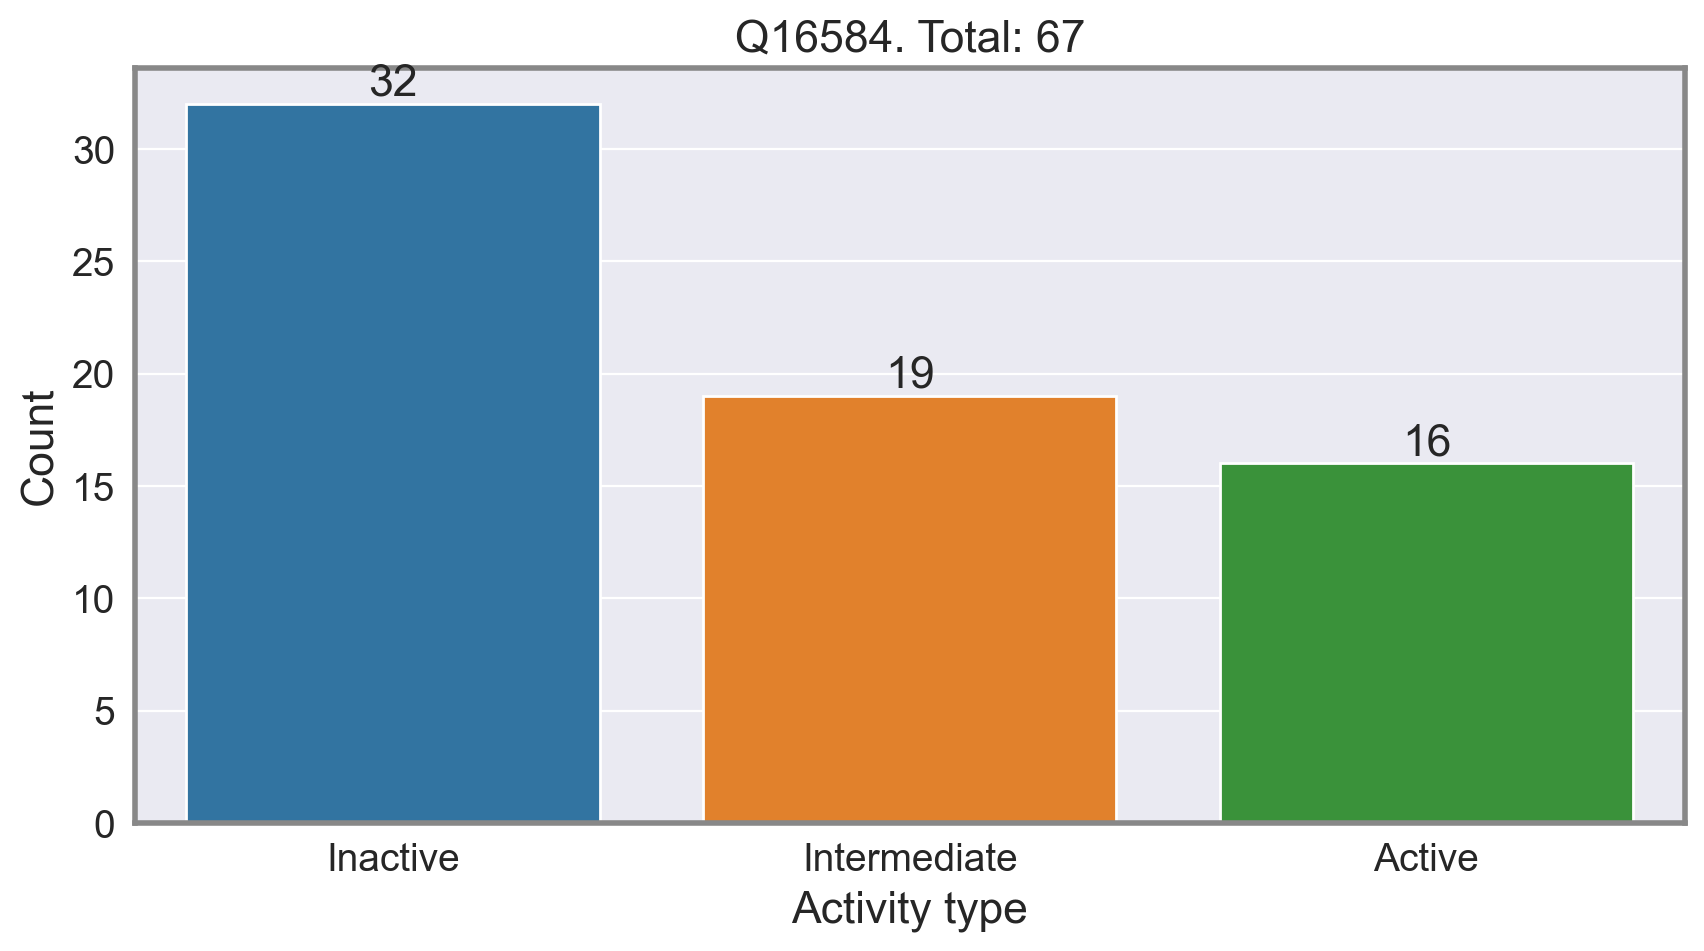 Q16584. Total: 67
32
19
16
30
25
20
15
10
5
0
Count
Inactive
Intermediate
Active
Activity type